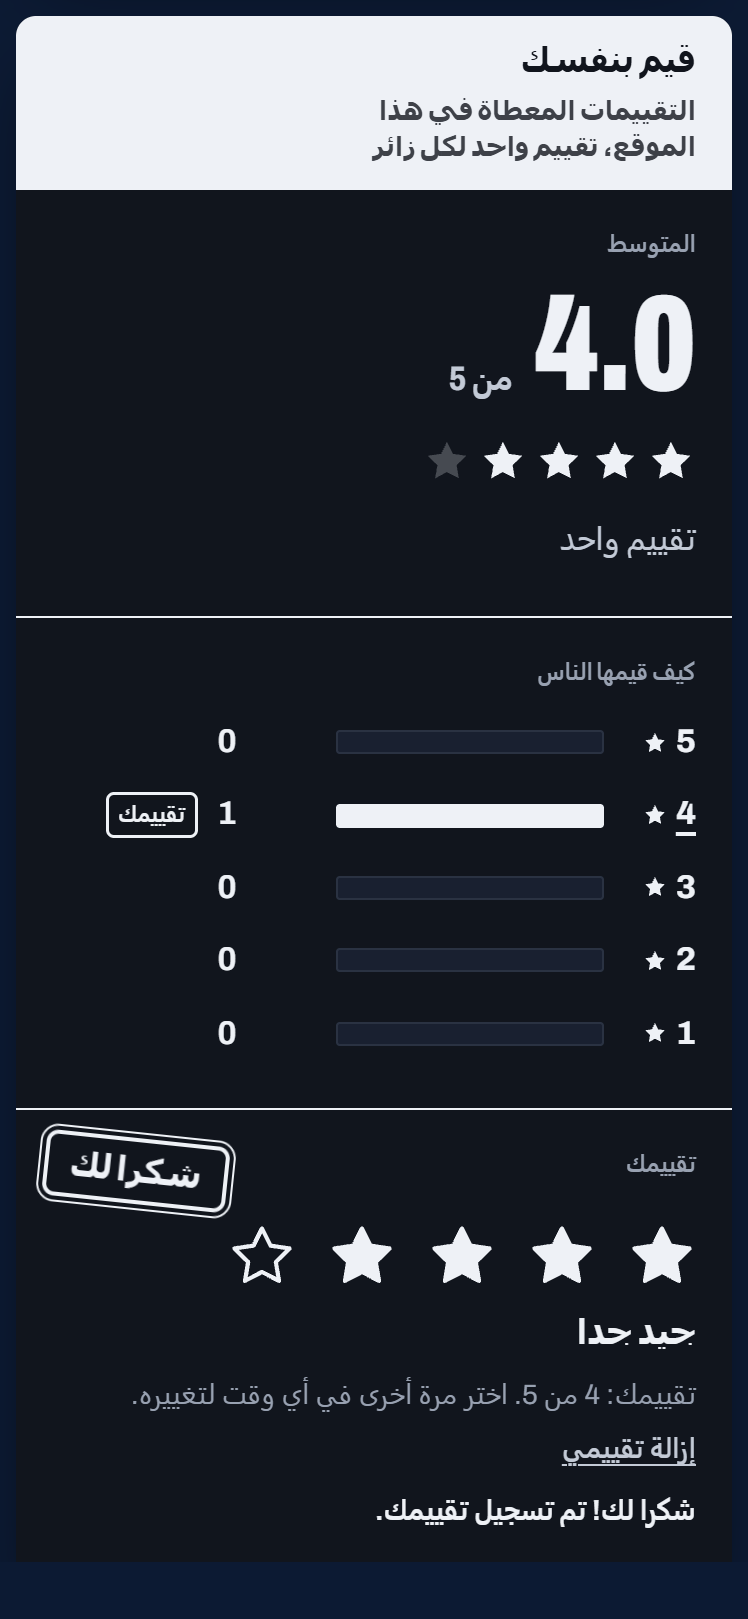 قيم بنفسك
التقييمات المعطاة في هذا
الموقع، تقييم واحد لكل زائر
المتوسط
4.0 من 5
تقييم واحد
كيف قيمها الناس
5 0
4 1 تقييمك
3 0
2 0
1 0
تقييمك
شكرا لك
جيد جدا
تقييمك: 4 من 5. اختر مرة أخرى في أي وقت لتغييره.
إزالة تقييمي
شكرا لك! تم تسجيل تقييمك.